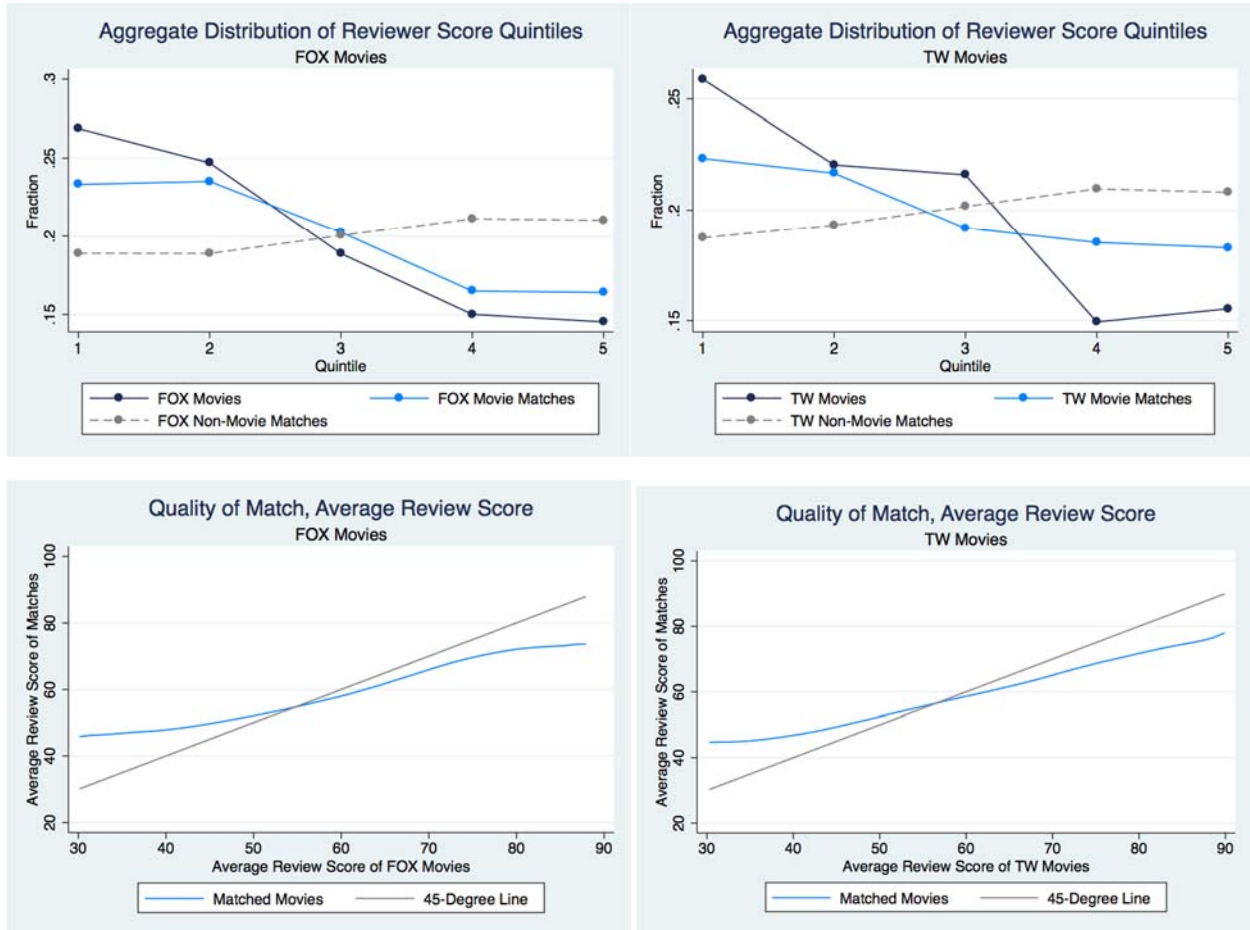 Aggregate Distribution of Reviewer Score Quintiles
FOX Movies
Fraction
.3
.25
.2
.15
1 2 3 4 5
Quintile
FOX Movies
FOX Movie Matches
FOX Non-Movie Matches
Aggregate Distribution of Reviewer Score Quintiles
TW Movies
Fraction
.25
.2
.15
1 2 3 4 5
Quintile
TW Movies
TW Movie Matches
TW Non-Movie Matches
Quality of Match, Average Review Score
FOX Movies
Average Review Score of Matches
100
80
60
40
20
30 40 50 60 70 80 90
Average Review Score of FOX Movies
Matched Movies
45-Degree Line
Quality of Match, Average Review Score
TW Movies
Average Review Score of Matches
100
80
60
40
20
30 40 50 60 70 80 90
Average Review Score of TW Movies
Matched Movies
45-Degree Line